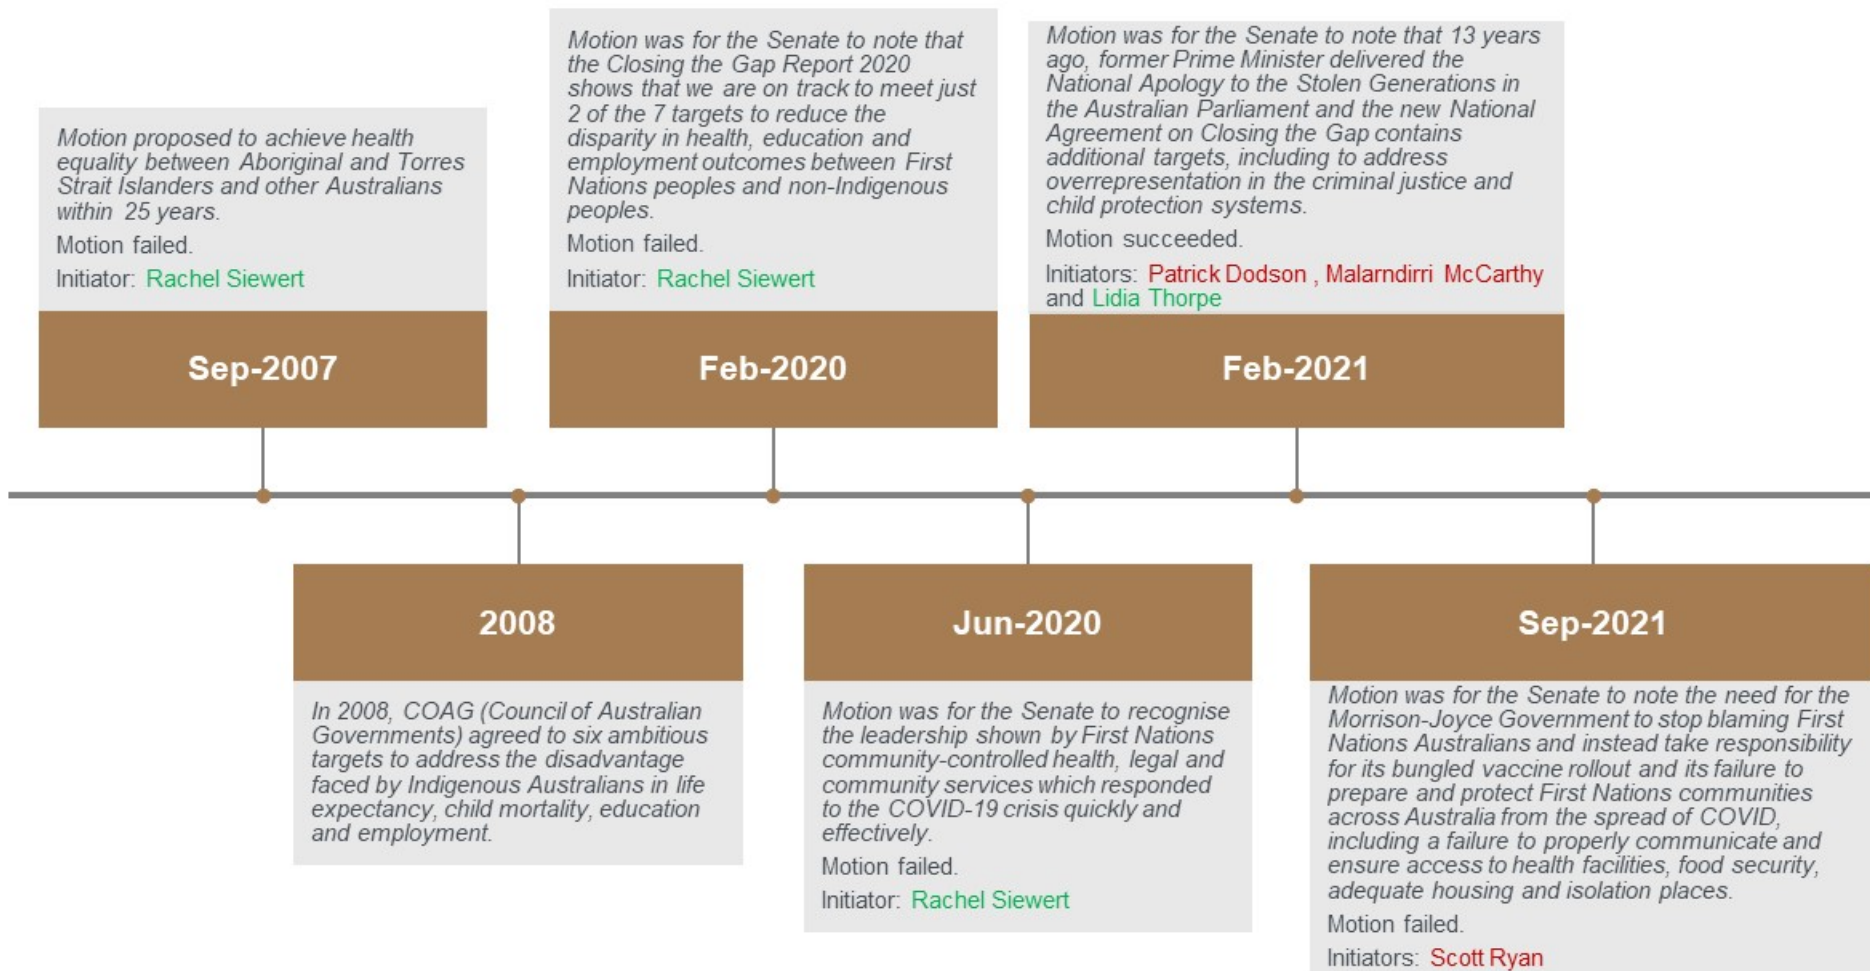 Motion proposed to achieve health
equality between Aboriginal and Torres
Strait Islanders and other Australians
within 25 years.
Motion failed.
Initiator: Rachel Siewert
Sep-2007
Motion was for the Senate to note that
the Closing the Gap Report 2020
shows that we are on track to meet just
2 of the 7 targets to reduce the
disparity in health, education and
employment outcomes between First
Nations peoples and non-Indigenous
peoples.
Motion failed.
Initiator: Rachel Siewert
Feb-2020
Motion was for the Senate to note that 13 years
ago, former Prime Minister delivered the
National Apology to the Stolen Generations in
the Australian Parliament and the new National
Agreement on Closing the Gap contains
additional targets, including to address
overrepresentation in the criminal justice and
child protection systems.
Motion succeeded.
Initiators: Patrick Dodson , Malarndirri McCarthy
and Lidia Thorpe
Feb-2021
2008
In 2008, COAG (Council of Australian
Governments) agreed to six ambitious
targets to address the disadvantage
faced by Indigenous Australians in life
expectancy, child mortality, education
and employment.
Jun-2020
Motion was for the Senate to recognise
the leadership shown by First Nations
community-controlled health, legal and
community services which responded
to the COVID-19 crisis quickly and
effectively.
Motion failed.
Initiator: Rachel Siewert
Sep-2021
Motion was for the Senate to note the need for the
Morrison-Joyce Government to stop blaming First
Nations Australians and instead take responsibility
for its bungled vaccine rollout and its failure to
prepare and protect First Nations communities
across Australia from the spread of COVID,
including a failure to properly communicate and
ensure access to health facilities, food security,
adequate housing and isolation places.
Motion failed.
Initiators: Scott Ryan